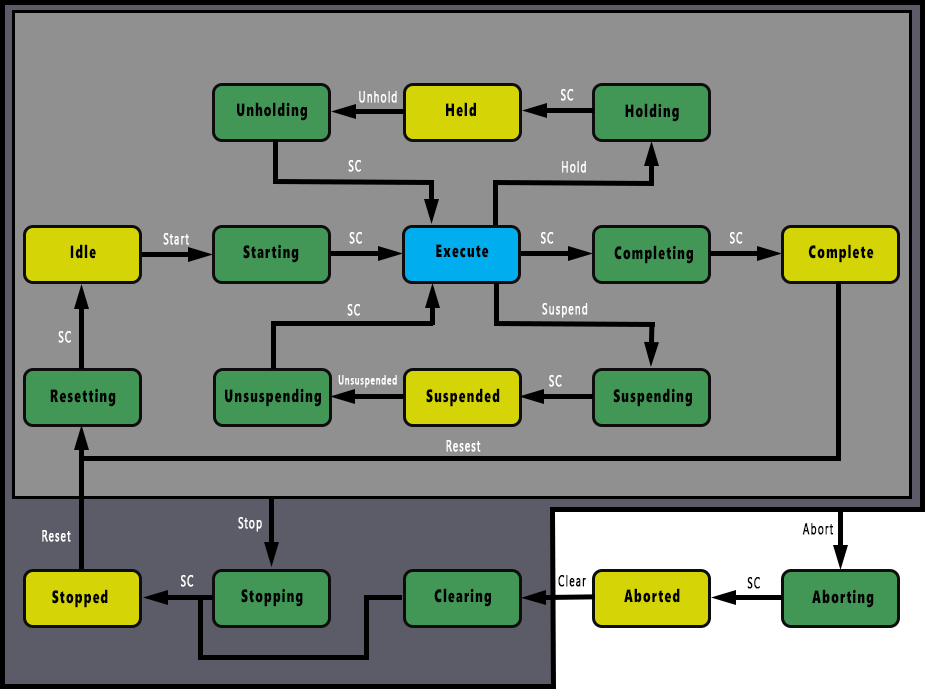 Unholding
Unhold
Held
SC
Holding
SC
Hold
Idle
Start
Starting
SC
Execute
SC
Completing
SC
Complete
SC
Suspend
SC
Resetting
Unsuspending
Unsuspended
Suspended
SC
Suspending
Resest
Reset
Stop
Abort
Stopped
SC
Stopping
Clearing
Clear
Aborted
SC
Aborting